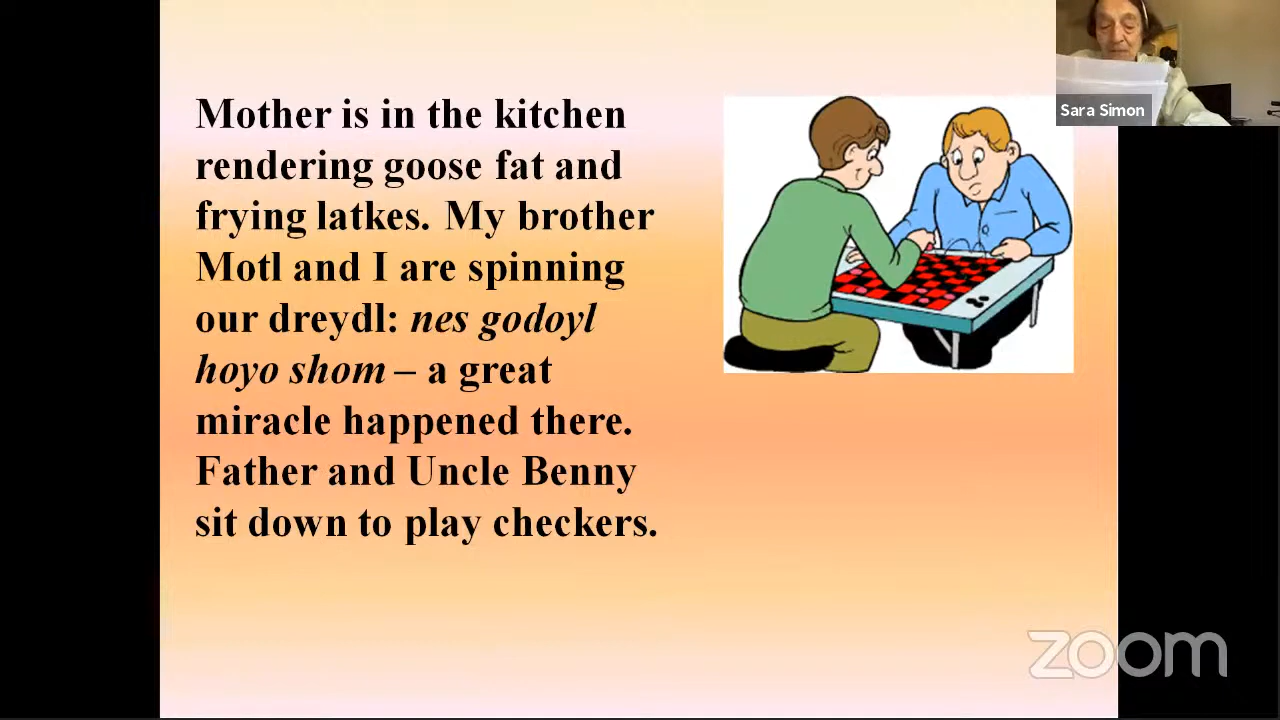 Mother is in the kitchen
rendering goose fat and
frying latkes. My brother
Motl and I are spinning
our dreydl: nes godoyl
hoyo shom – a great
miracle happened there.
Father and Uncle Benny
sit down to play checkers.
Sara Simon
zoom